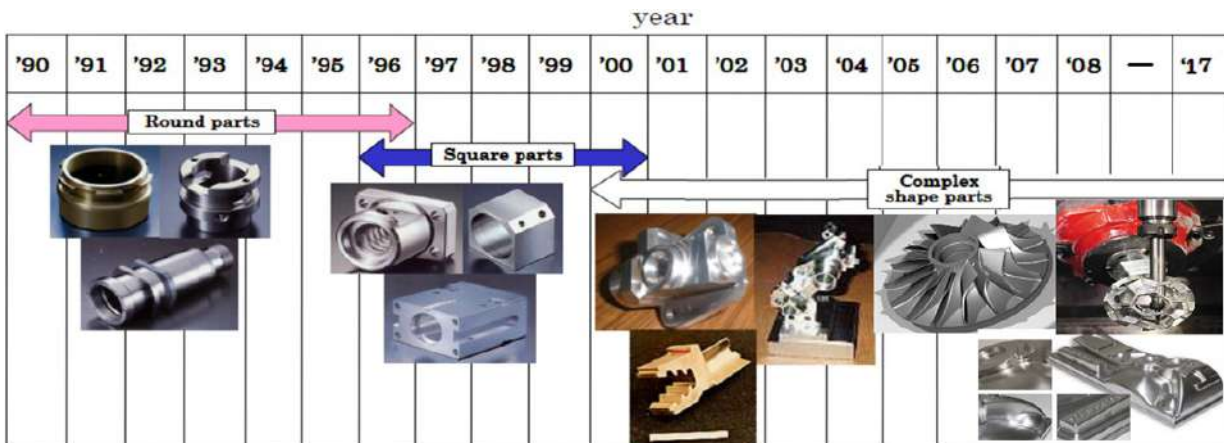 year
’90 ’91 ’92 ’93 ’94 ’95 ’96 ’97 ’98 ’99 ’00 ’01 ’02 ’03 ’04 ’05 ’06 ’07 ‘08 — ‘17
Round parts
Square parts
Complex
shape parts